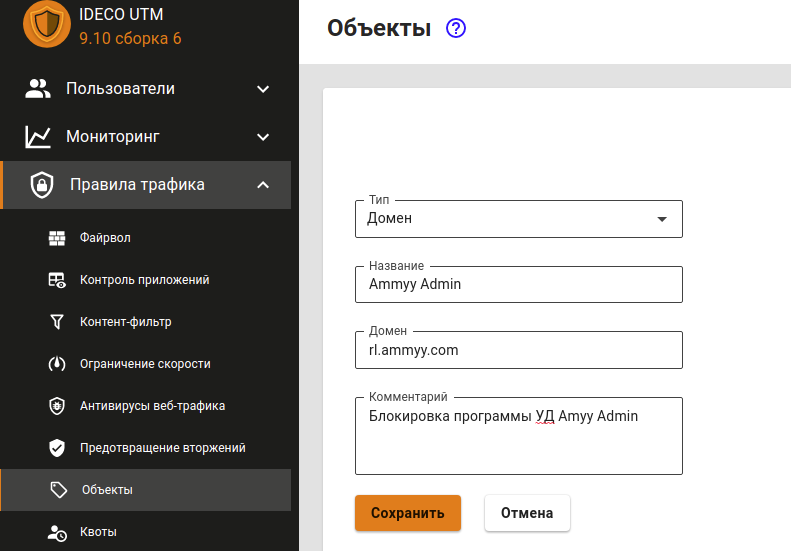 IDECO UTM
9.10 сборка 6
Пользователи
Мониторинг
Правила трафика
Файрвол
Контроль приложений
Контент-фильтр
Ограничение скорости
Антивирусы веб-трафика
Предотвращение вторжений
Объекты
Квоты
Объекты
Тип
Домен
Название
Ammyy Admin
Домен
rl.ammyy.com
Комментарий
Блокировка программы УД Amyy Admin
Сохранить
Отмена